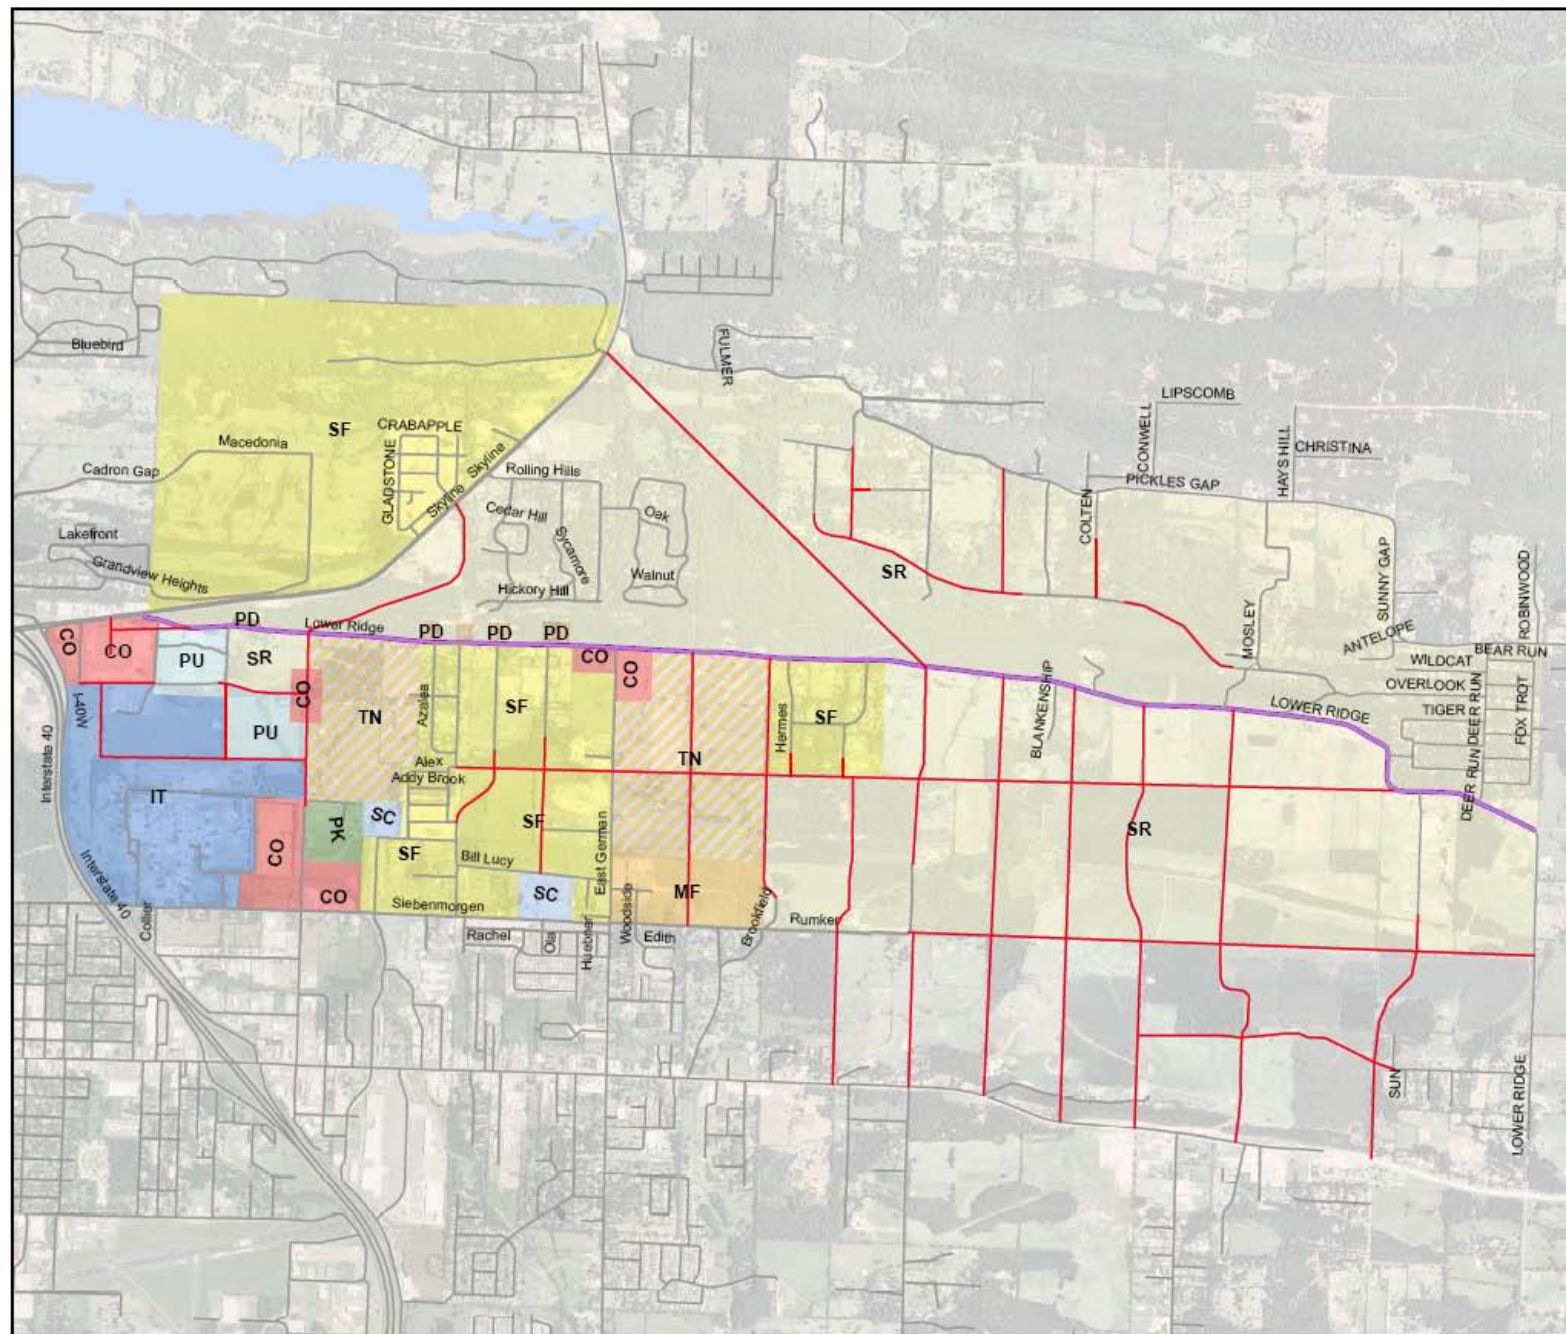 Bluebird
FULMER
LIPSCOMB
CONWELL
HAYS HILL
CHRISTINA
PICKLES GAP
SF
CRABAPPLE
GLADSTONE
Macedonia
Cadron Gap
Skyline
Skyline
Rolling Hills
Cedar Hill
Sycamore
Oak
Walnut
Hickory Hill
COLTEN
SUNNY GAP
ROBINWOOD
Lakefront
Grandview Heights
SR
MOSLEY
ANTELOPE
BEAR RUN
WILDCAT
OVERLOOK
TIGER
DEER RUN
FOX TROT
LOWER RIDGE
PD
Lower Ridge
PD
PD
PD
CO
CO
PU
SR
CO
CO
CO
I-40W
PU
TN
Azalea
SF
TN
Hermes
SF
BLANKENSHIP
Interstate 40
IT
Alex
Addy Brook
DEER RUN
CO
PK
SC
SF
SF
East German
SR
Bill Lucy
CO
Siebenmorgen
SC
MF
Woodside
Brookfield
Rumker
Interstate 40
Collier
Rachel
Ola
Huebner
Edith
SUN
LOWER RIDGE